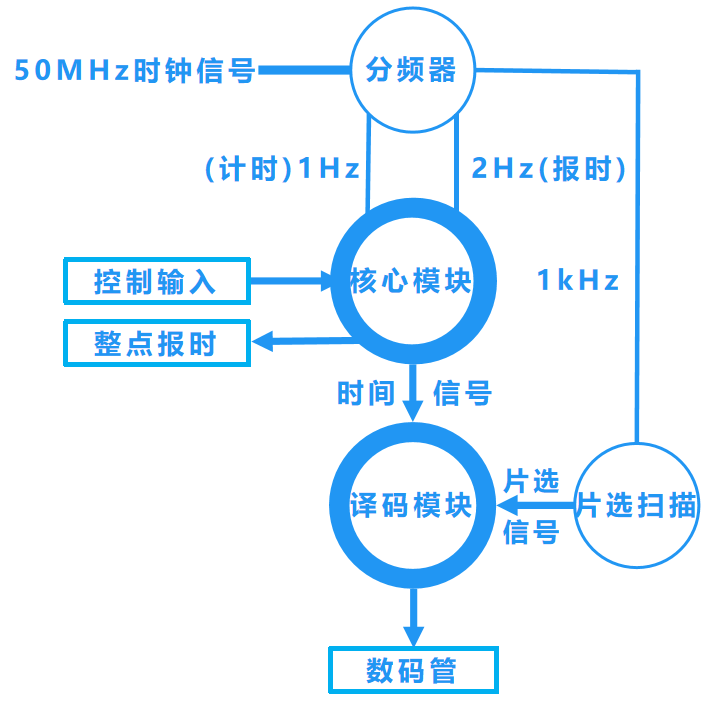 50MHz时钟信号
分频器
(计时)1Hz
2Hz(报时)
控制输入
核心模块
1kHz
整点报时
时间
信号
片选
译码模块
片选扫描
信号
数码管